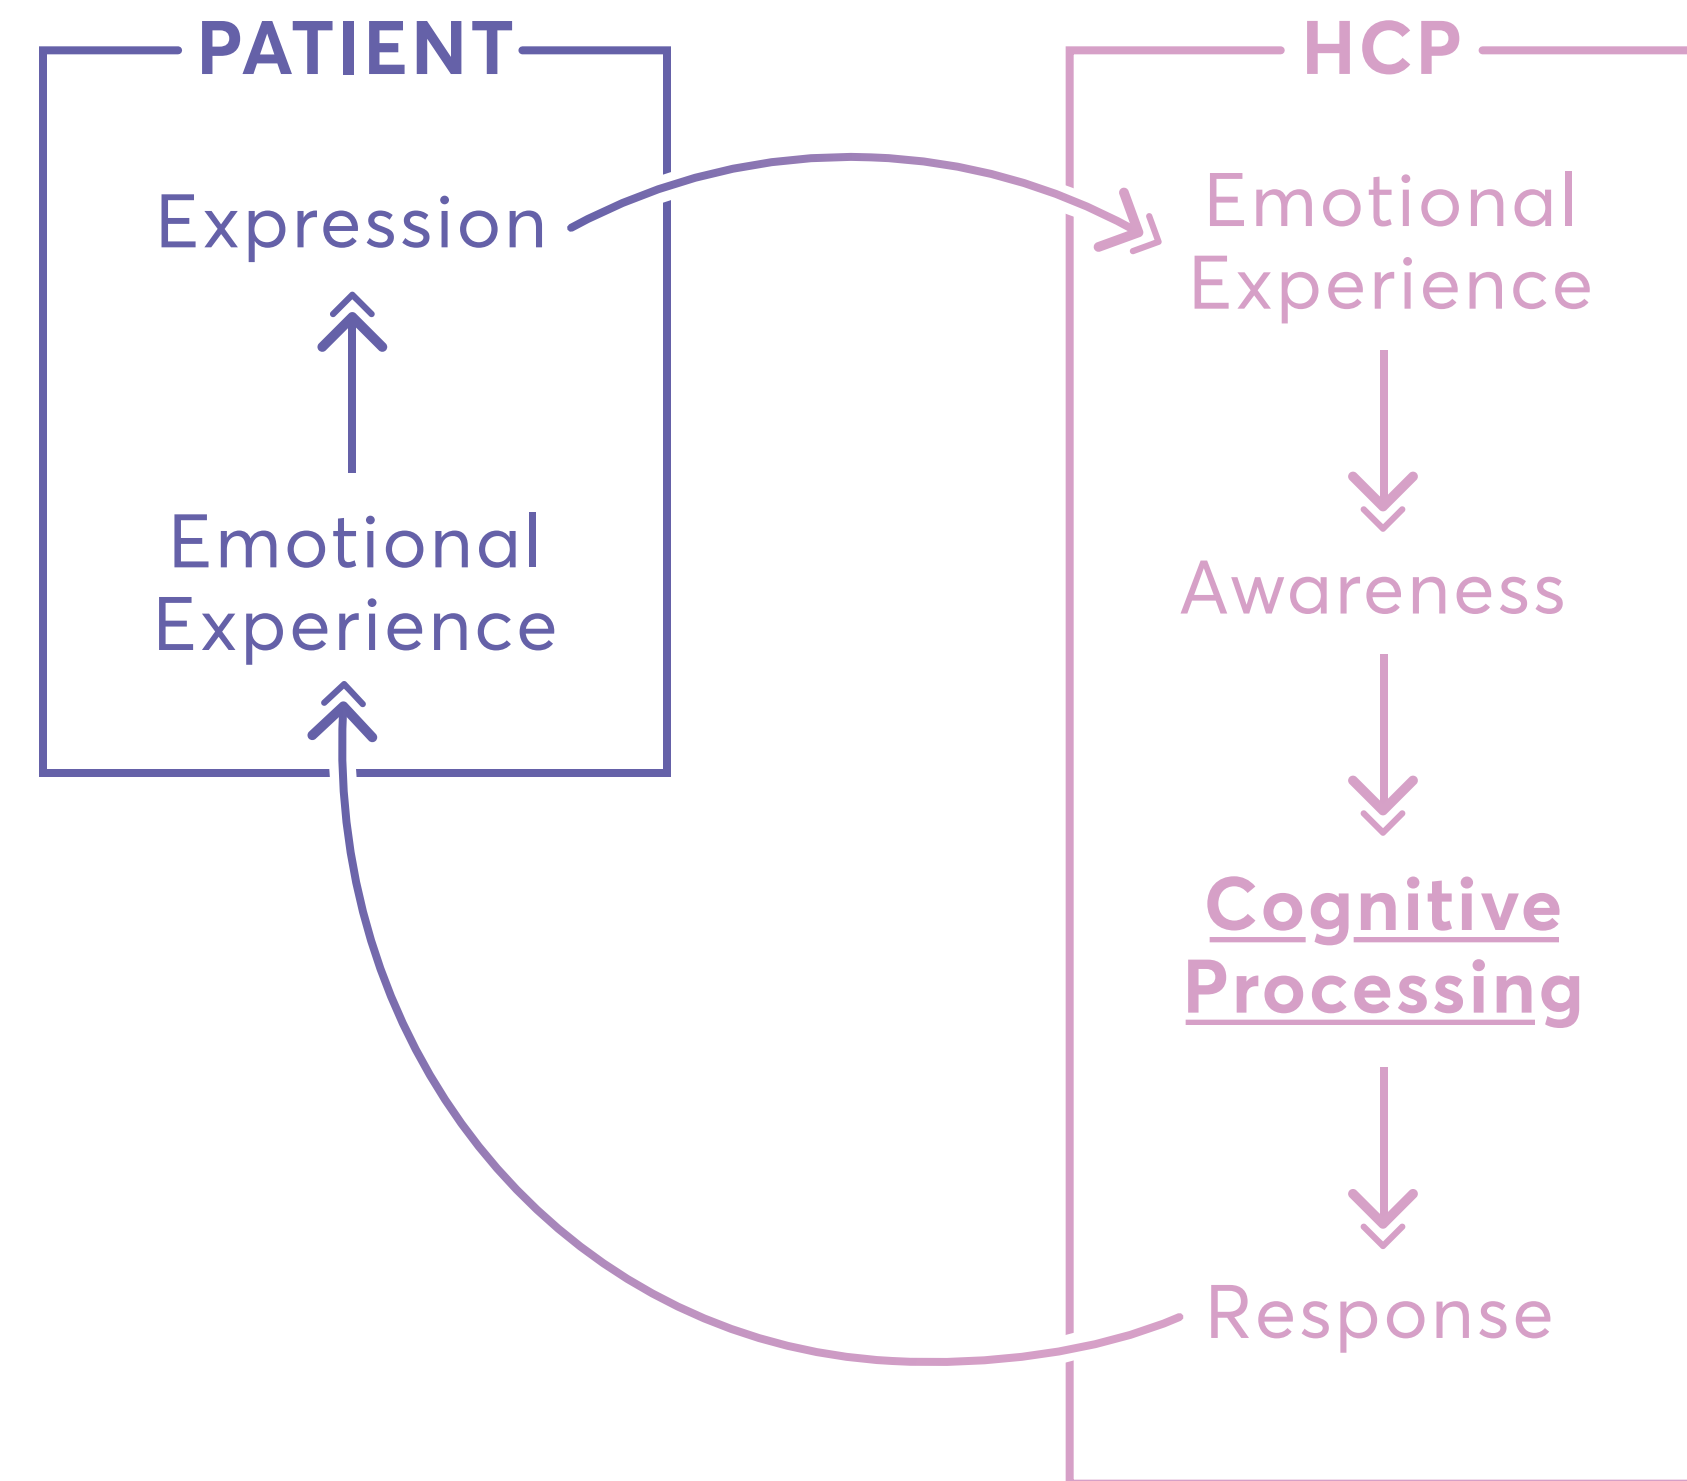 PATIENT
Expression
Emotional
Experience
HCP
Emotional
Experience
Awareness
Cognitive
Processing
Response